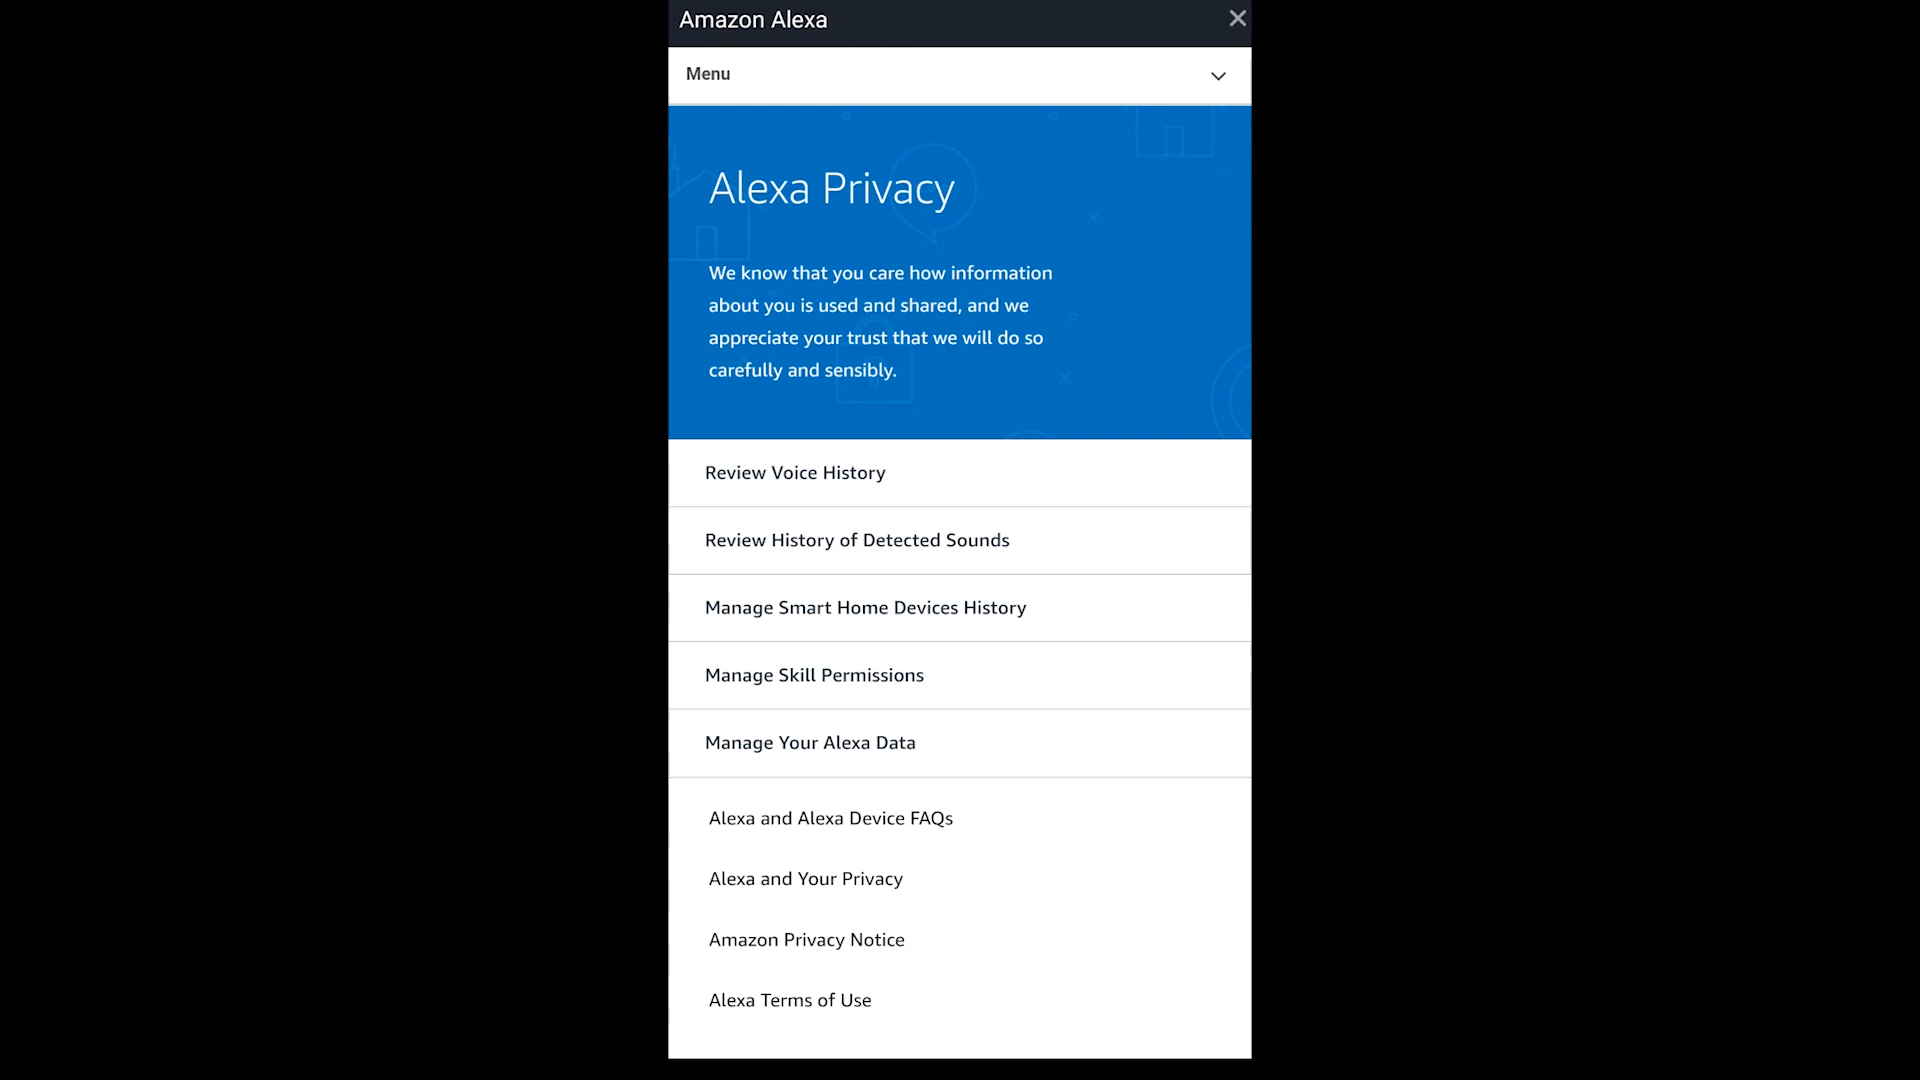 Amazon Alexa
Menu
Alexa Privacy
We know that you care how information
about you is used and shared, and we
appreciate your trust that we will do so
carefully and sensibly.
Review Voice History
Review History of Detected Sounds
Manage Smart Home Devices History
Manage Skill Permissions
Manage Your Alexa Data
Alexa and Alexa Device FAQs
Alexa and Your Privacy
Amazon Privacy Notice
Alexa Terms of Use